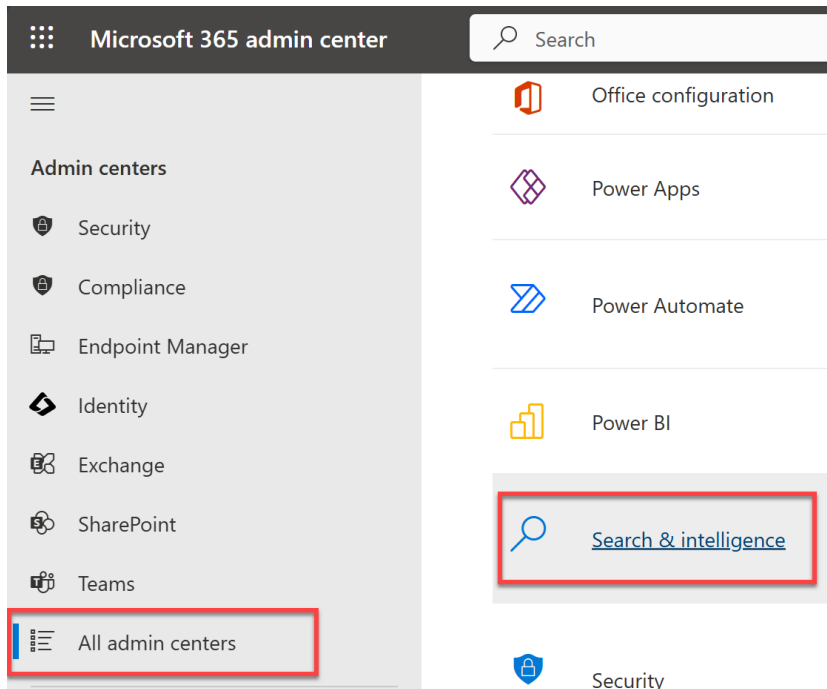 Microsoft 365 admin center
Search
Admin centers
Security
Compliance
Endpoint Manager
Identity
Exchange
SharePoint
Teams
All admin centers
Office configuration
Power Apps
Power Automate
Power BI
Search & intelligence
Security